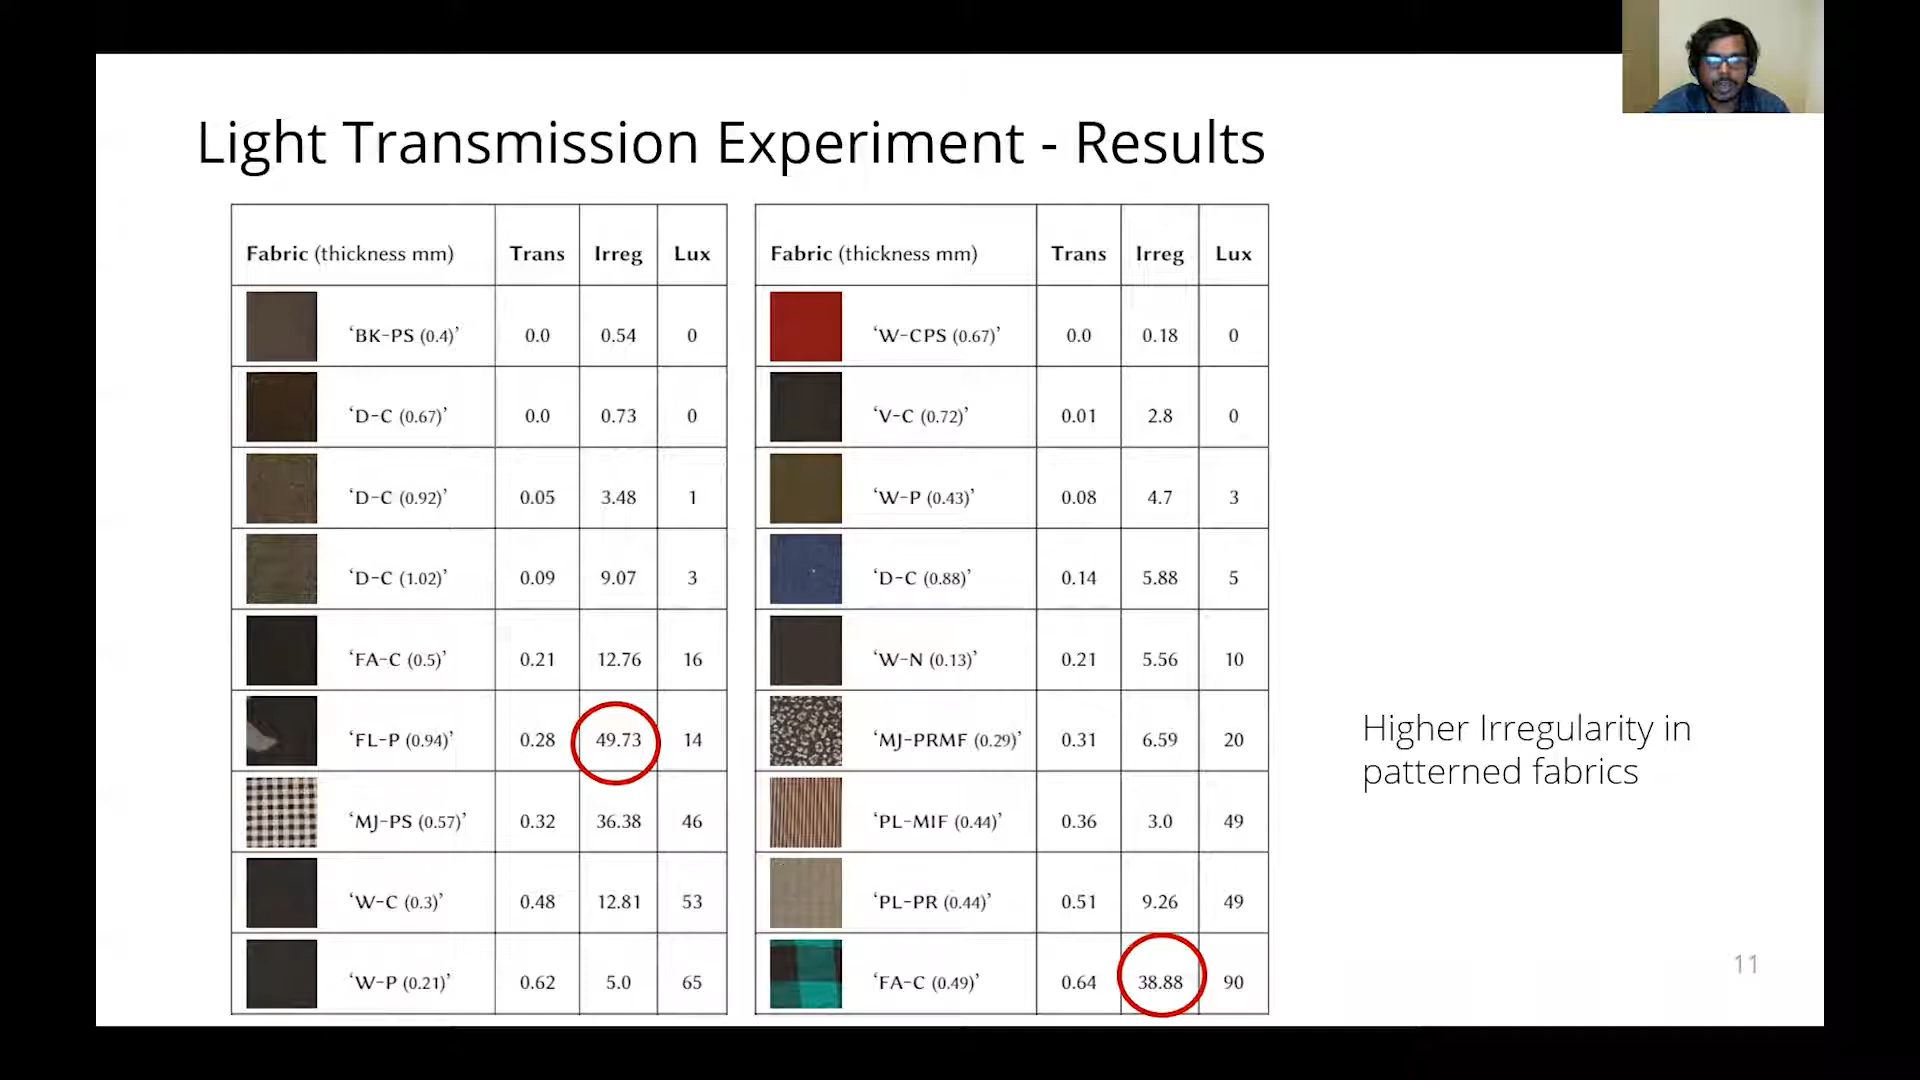 Light Transmission Experiment - Results
Fabric (thickness mm) Trans Irreg Lux
‘BK-PS (0.4)’ 0.0 0.54 0
‘D-C (0.67)’ 0.0 0.73 0
‘D-C (0.92)’ 0.05 3.48 1
‘D-C (1.02)’ 0.09 9.07 3
‘FA-C (0.5)’ 0.21 12.76 16
‘FL-P (0.94)’ 0.28 49.73 14
‘MJ-PS (0.57)’ 0.32 36.38 46
‘W-C (0.3)’ 0.48 12.81 53
‘W-P (0.21)’ 0.62 5.0 65
Fabric (thickness mm) Trans Irreg Lux
‘W-CPS (0.67)’ 0.0 0.18 0
‘V-C (0.72)’ 0.01 2.8 0
‘W-P (0.43)’ 0.08 4.7 3
‘D-C (0.88)’ 0.14 5.88 5
‘W-N (0.13)’ 0.21 5.56 10
‘MJ-PRMF (0.29)’ 0.31 6.59 20
‘PL-MIF (0.44)’ 0.36 3.0 49
‘PL-PR (0.44)’ 0.51 9.26 49
‘FA-C (0.49)’ 0.64 38.88 90
Higher Irregularity in
patterned fabrics
11